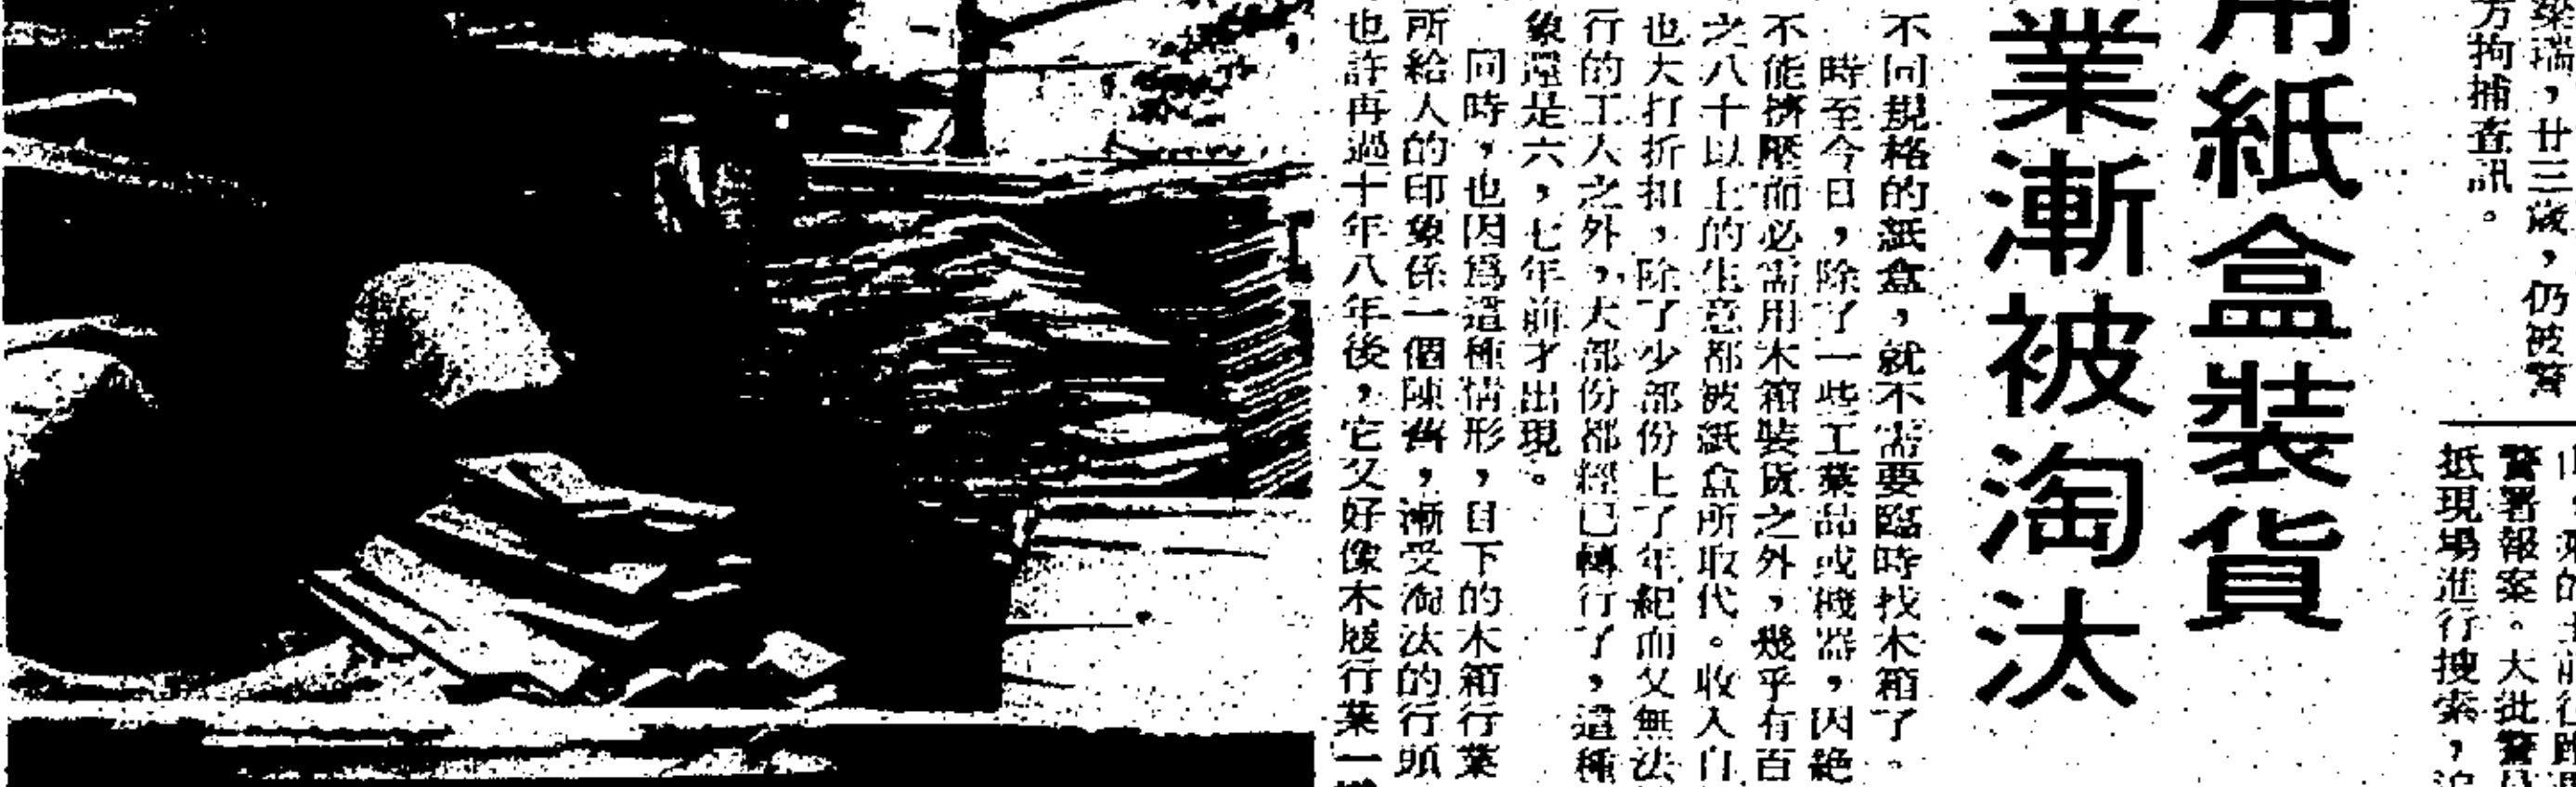 梁瑞，廿三歲，仍被警
方拘捕查訊。
警署報案。大批警
抵現場進行搜索，追
用紙盒裝貨
業漸被淘汰
不同規格的紙盒，就不需要臨時找木箱了。
時至今日，除了一些工業品或機器，因絕
不能擠壓而必需用木箱裝貨之外，幾乎有百
之八十以上的生意都被紙盒所取代。收入自
也大打折扣，除了少部份上了年紀而又無法
行的工人之外，大部份都經已轉行了，這種
象還是六，七年前才出現。
同時，也因爲這種情形，目下的木箱行業
所給人的印象係一個陳舊，漸受淘汰的行頭
也許再過十年八年後，它又好像木屐行業一樣